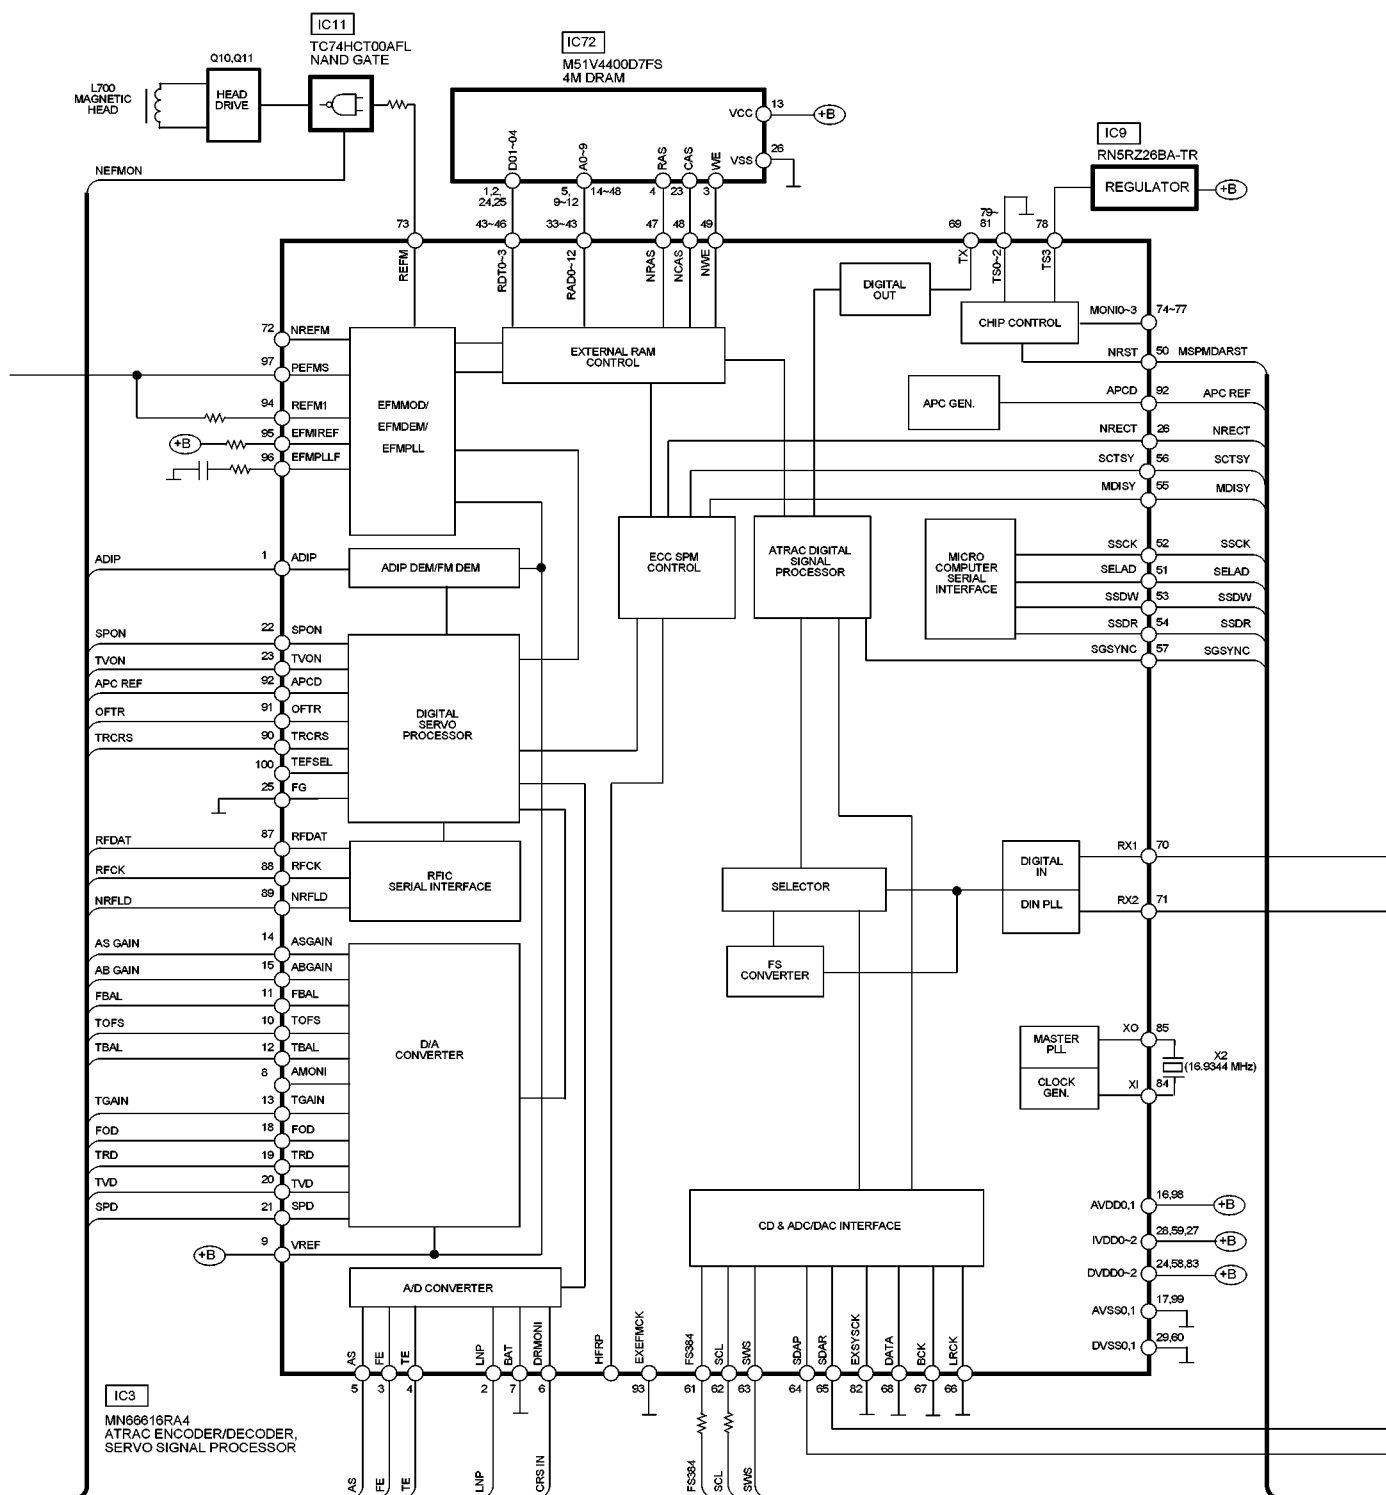 IC11
TC74HCT00AFL
NAND GATE
Q10,Q11
HEAD
DRIVE
L700
MAGNETIC
HEAD
NEFMON
IC72
M51V4400D7FS
4M DRAM
VCC
13
+B
VSS
26
D01~04
A0~9
RAS
CAS
WE
1,2,
24,25
5,
9~12
14~48
4
23
3
IC9
RN5RZ26BA-TR
REGULATOR
+B
73
43~46
33~43
47
48
49
69
79~
81
78
REFM
RDT0~3
RAD0~12
NRAS
NCAS
NWE
TX
TS0~2
TS3
DIGITAL
OUT
CHIP CONTROL
MONI0~3
74~77
NRST
50
MSPMDARST
APC GEN.
APCD
92
APC REF
NRECT
26
NRECT
SCTSY
56
SCTSY
MDISY
55
MDISY
72
NREFM
97
PEFMS
94
REFM1
+B
95
EFMIREF
96
EFMPLLF
EFMMOD/
EFMDEM/
EFMPLL
EXTERNAL RAM
CONTROL
ECC SPM
CONTROL
ATRAC DIGITAL
SIGNAL
PROCESSOR
MICRO
COMPUTER
SERIAL
INTERFACE
SSCK
52
SSCK
SELAD
51
SELAD
SSDW
53
SSDW
SSDR
54
SSDR
SGSYNC
57
SGSYNC
ADIP
1
ADIP
ADIP DEM/FM DEM
SPON
22
SPON
TVON
23
TVON
APC REF
92
APCD
OFTR
91
OFTR
TRCRS
90
TRCRS
100
TEFSEL
25
FG
DIGITAL
SERVO
PROCESSOR
RFDAT
87
RFDAT
RFCK
88
RFCK
NRFLD
89
NRFLD
RFIC
SERIAL INTERFACE
SELECTOR
FS
CONVERTER
DIGITAL
IN
DIN PLL
RX1
70
RX2
71
AS GAIN
14
ASGAIN
AB GAIN
15
ABGAIN
FBAL
11
FBAL
TOFS
10
TOFS
TBAL
12
TBAL
8
AMONI
TGAIN
13
TGAIN
FOD
18
FOD
TRD
19
TRD
TVD
20
TVD
SPD
21
SPD
+B
9
VREF
D/A
CONVERTER
MASTER
PLL
CLOCK
GEN.
XO
85
X2
(16.9344 MHz)
XI
84
AVDD0,1
16,98
+B
IVDD0~2
28,59,27
+B
DVDD0~2
24,58,83
+B
AVSS0,1
17,99
DVSS0,1
29,60
CD & ADC/DAC INTERFACE
A/D CONVERTER
AS
FE
TE
LNP
BAT
DRMONI
HFRP
EXEFMCK
FS384
SCL
SWS
SDAP
SDAR
EXSYSCK
DATA
BCK
LRCK
5
3
4
2
7
6
93
61
62
63
64
65
82
68
67
66
IC3
MN66616RA4
ATRAC ENCODER/DECODER,
SERVO SIGNAL PROCESSOR
AS
FE
TE
LNP
CRS IN
FS384
SCL
SWS